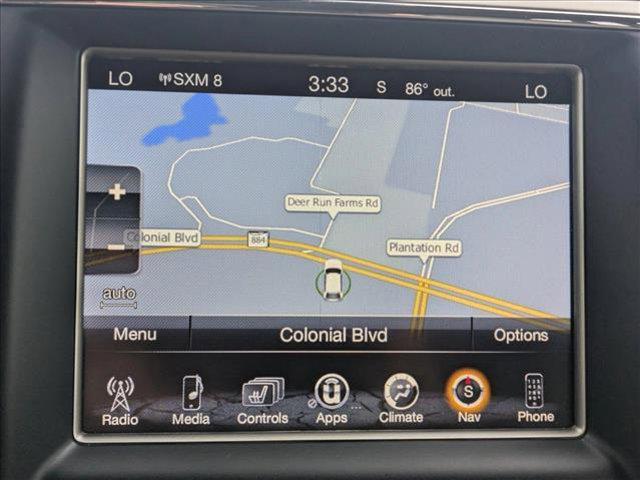 LO SXM 8 3:33 S 86° out. LO
Deer Run Farms Rd
Colonial Blvd 884 Plantation Rd
auto
Menu Colonial Blvd Options
S
Radio Media Controls Apps Climate Nav Phone